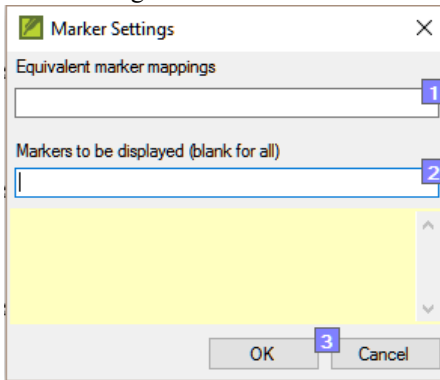 Marker Settings
Equivalent marker mappings
1
Markers to be displayed (blank for all)
2
3
OK
Cancel